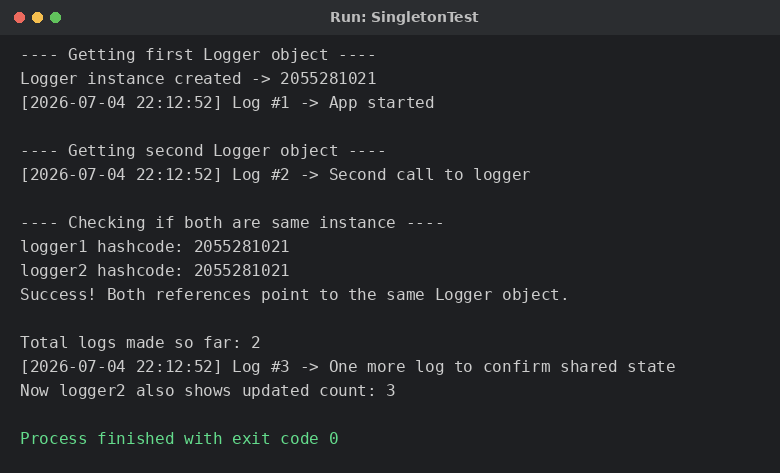 Run: SingletonTest
---- Getting first Logger object ----
Logger instance created -> 2055281021
[2026-07-04 22:12:52] Log #1 -> App started
---- Getting second Logger object ----
[2026-07-04 22:12:52] Log #2 -> Second call to logger
---- Checking if both are same instance ----
logger1 hashcode: 2055281021
logger2 hashcode: 2055281021
Success! Both references point to the same Logger object.
Total logs made so far: 2
[2026-07-04 22:12:52] Log #3 -> One more log to confirm shared state
Now logger2 also shows updated count: 3
Process finished with exit code 0